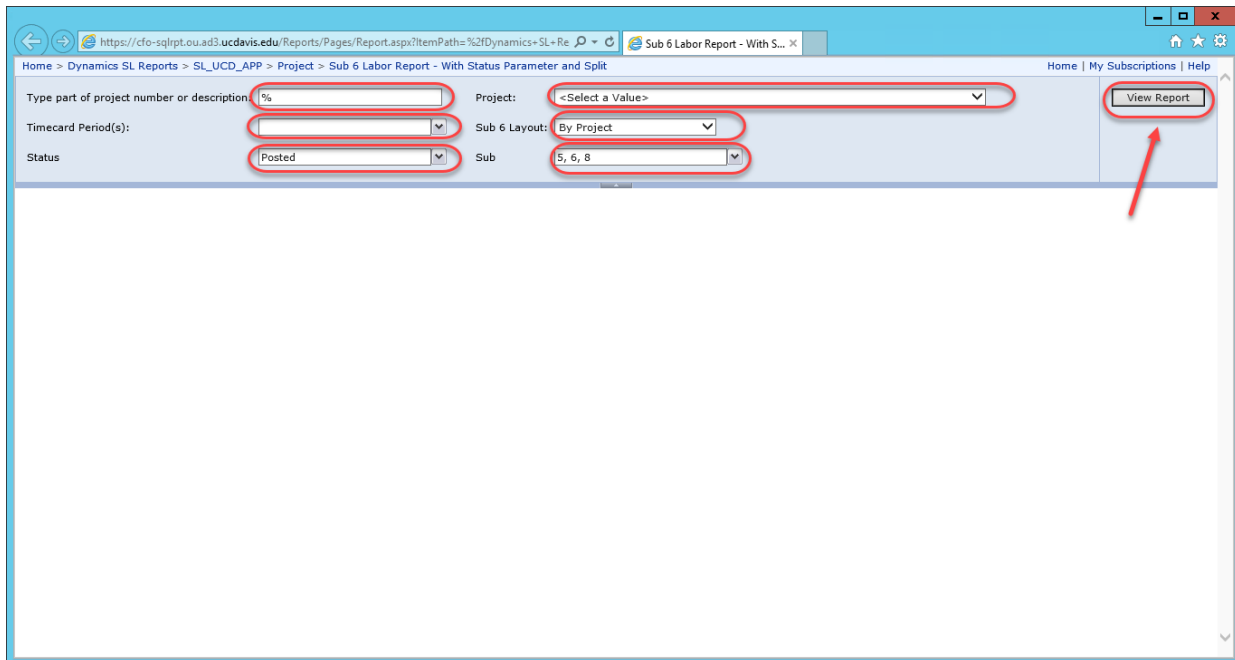 https://cfo-sqlrpt.ou.ad3.ucdavis.edu/Reports/Pages/Report.aspx?ItemPath=%2fDynamics+SL+Re
Sub 6 Labor Report - With S...
Home > Dynamics SL Reports > SL_UCD_APP > Project > Sub 6 Labor Report - With Status Parameter and Split
Home | My Subscriptions | Help
Type part of project number or description: %
Project: <Select a Value>
View Report
Timecard Period(s):
Sub 6 Layout: By Project
Status Posted
Sub 5, 6, 8